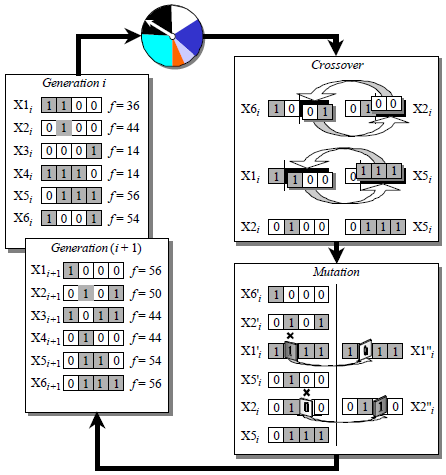 Generation i
X1i 1 1 0 0 f = 36
X2i 0 1 0 0 f = 44
X3i 0 0 0 1 f = 14
X4i 1 1 1 0 f = 14
X5i 0 1 1 1 f = 56
X6i 1 0 0 1 f = 54
Generation (i + 1)
X1i+1 1 0 0 0 f = 56
X2i+1 0 1 0 1 f = 50
X3i+1 1 0 1 1 f = 44
X4i+1 0 1 0 0 f = 44
X5i+1 0 1 1 0 f = 54
X6i+1 0 1 1 1 f = 56
Crossover
X6i 1 0 0 1 0 1 0 0 X2i
X1i 1 1 0 0 0 1 1 1 X5i
X2i 0 1 0 0 0 1 1 1 X5i
Mutation
X6'i 1 0 0 0
X2'i 0 1 0 1
X1'i 1 1 1 1 1 0 1 1 X1"i
X5'i 0 1 0 0
X2i 0 1 0 0 0 1 1 0 X2"i
X5i 0 1 1 1